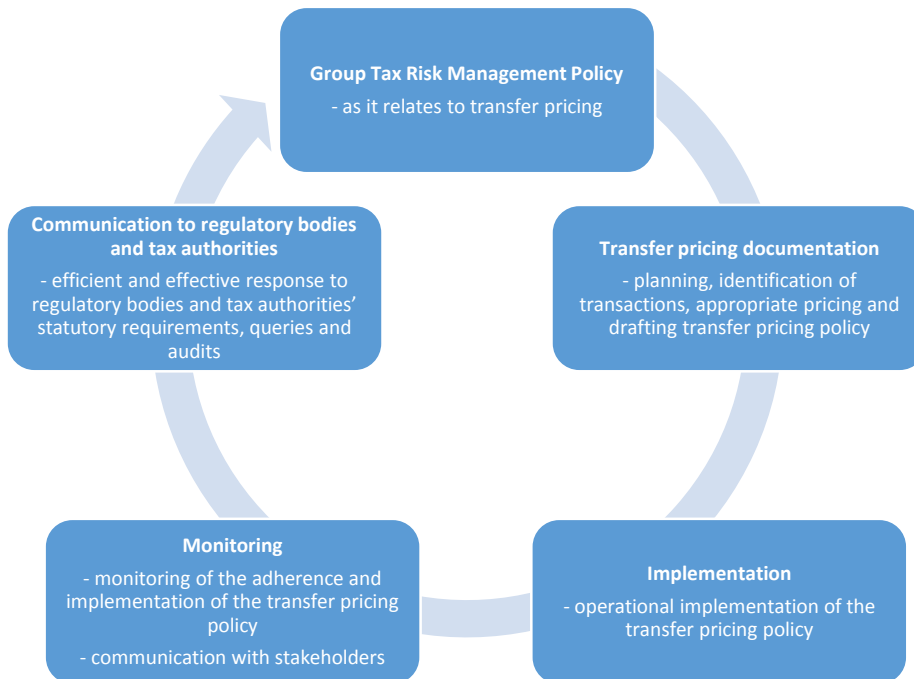 Group Tax Risk Management Policy
- as it relates to transfer pricing
Transfer pricing documentation
- planning, identification of
transactions, appropriate pricing and
drafting transfer pricing policy
Implementation
- operational implementation of the
transfer pricing policy
Monitoring
- monitoring of the adherence and
implementation of the transfer pricing
policy
- communication with stakeholders
Communication to regulatory bodies
and tax authorities
- efficient and effective response to
regulatory bodies and tax authorities’
statutory requirements, queries and
audits